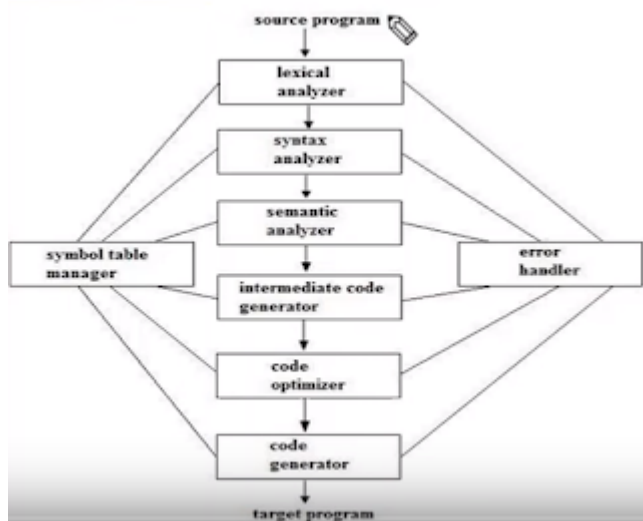 source program
lexical
analyzer
syntax
analyzer
semantic
analyzer
symbol table
manager
error
handler
intermediate code
generator
code
optimizer
code
generator
target program